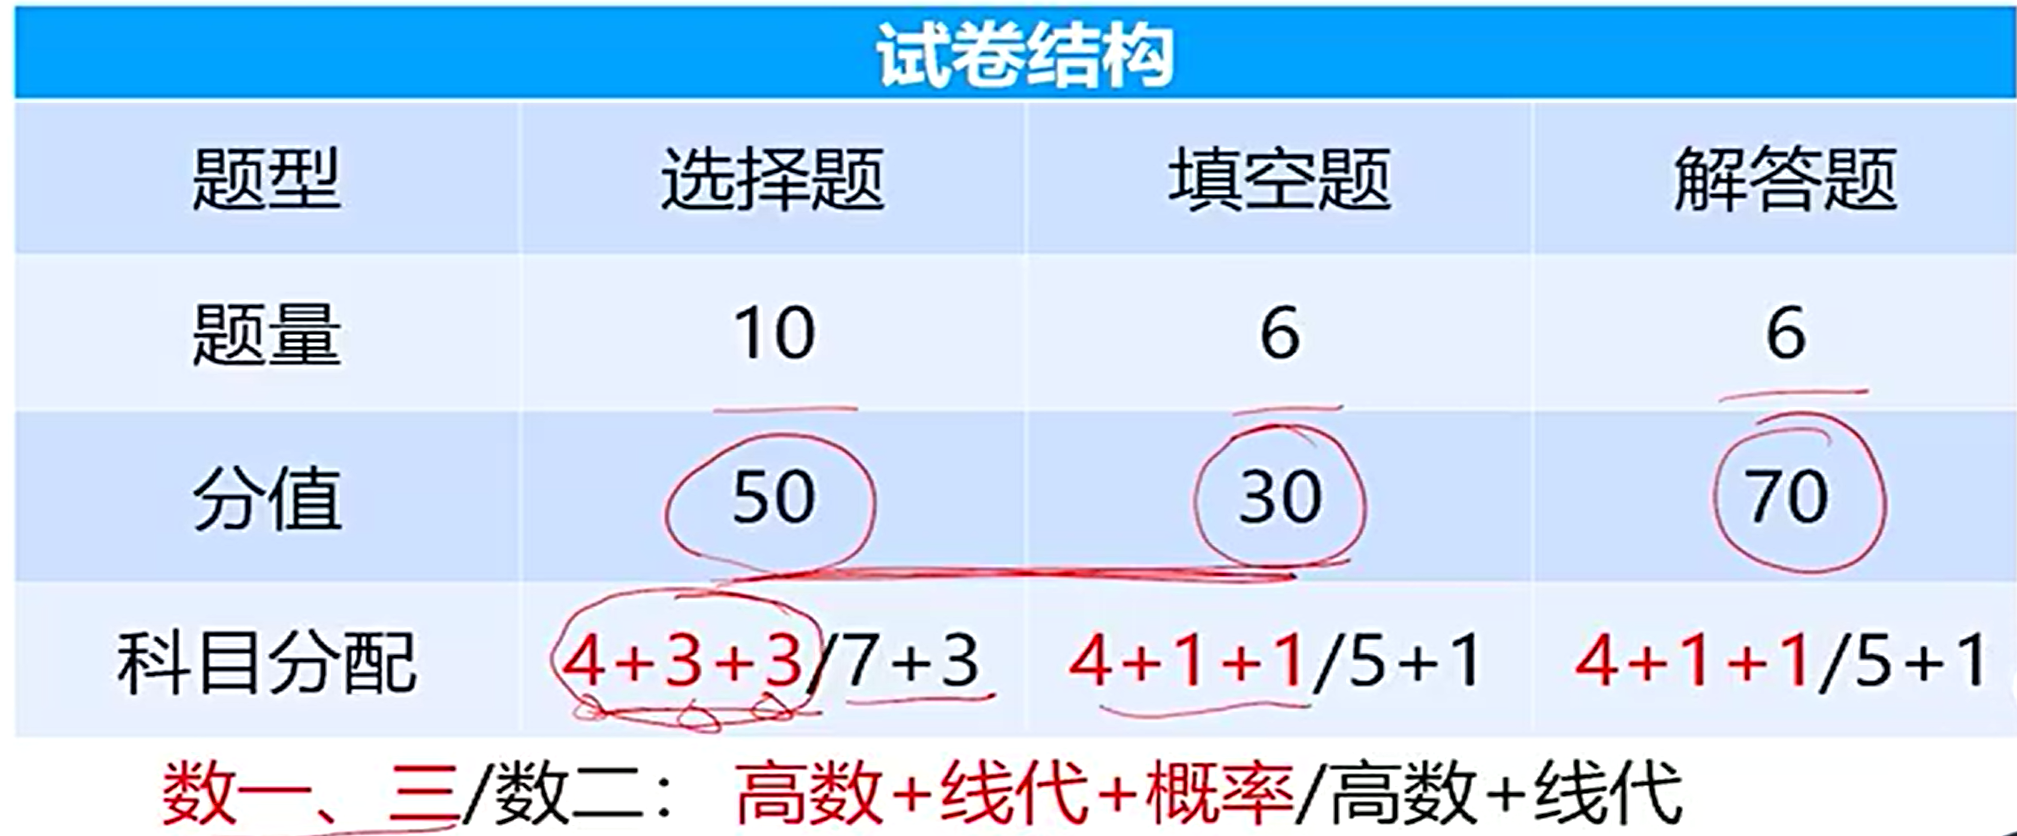 试卷结构
题型 选择题 填空题 解答题
题量 10 6 6
分值 50 30 70
科目分配 4+3+3/7+3 4+1+1/5+1 4+1+1/5+1
数一、三/数二：高数+线代+概率/高数+线代